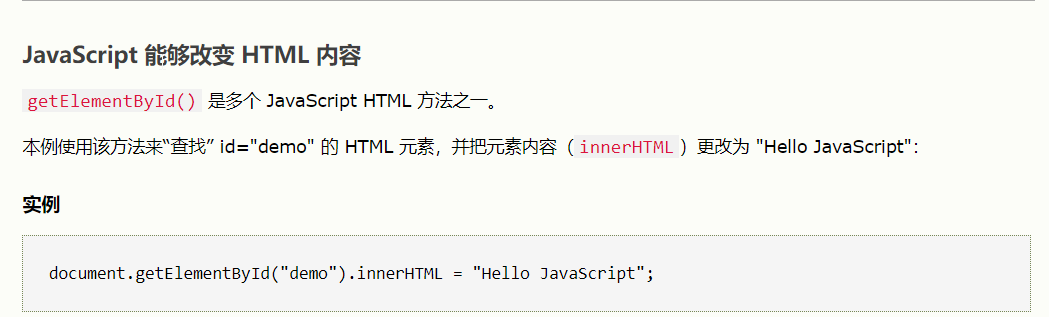 JavaScript 能够改变 HTML 内容
getElementById() 是多个 JavaScript HTML 方法之一。
本例使用该方法来“查找” id="demo" 的 HTML 元素，并把元素内容（innerHTML）更改为 "Hello JavaScript"：
实例
document.getElementById("demo").innerHTML = "Hello JavaScript";